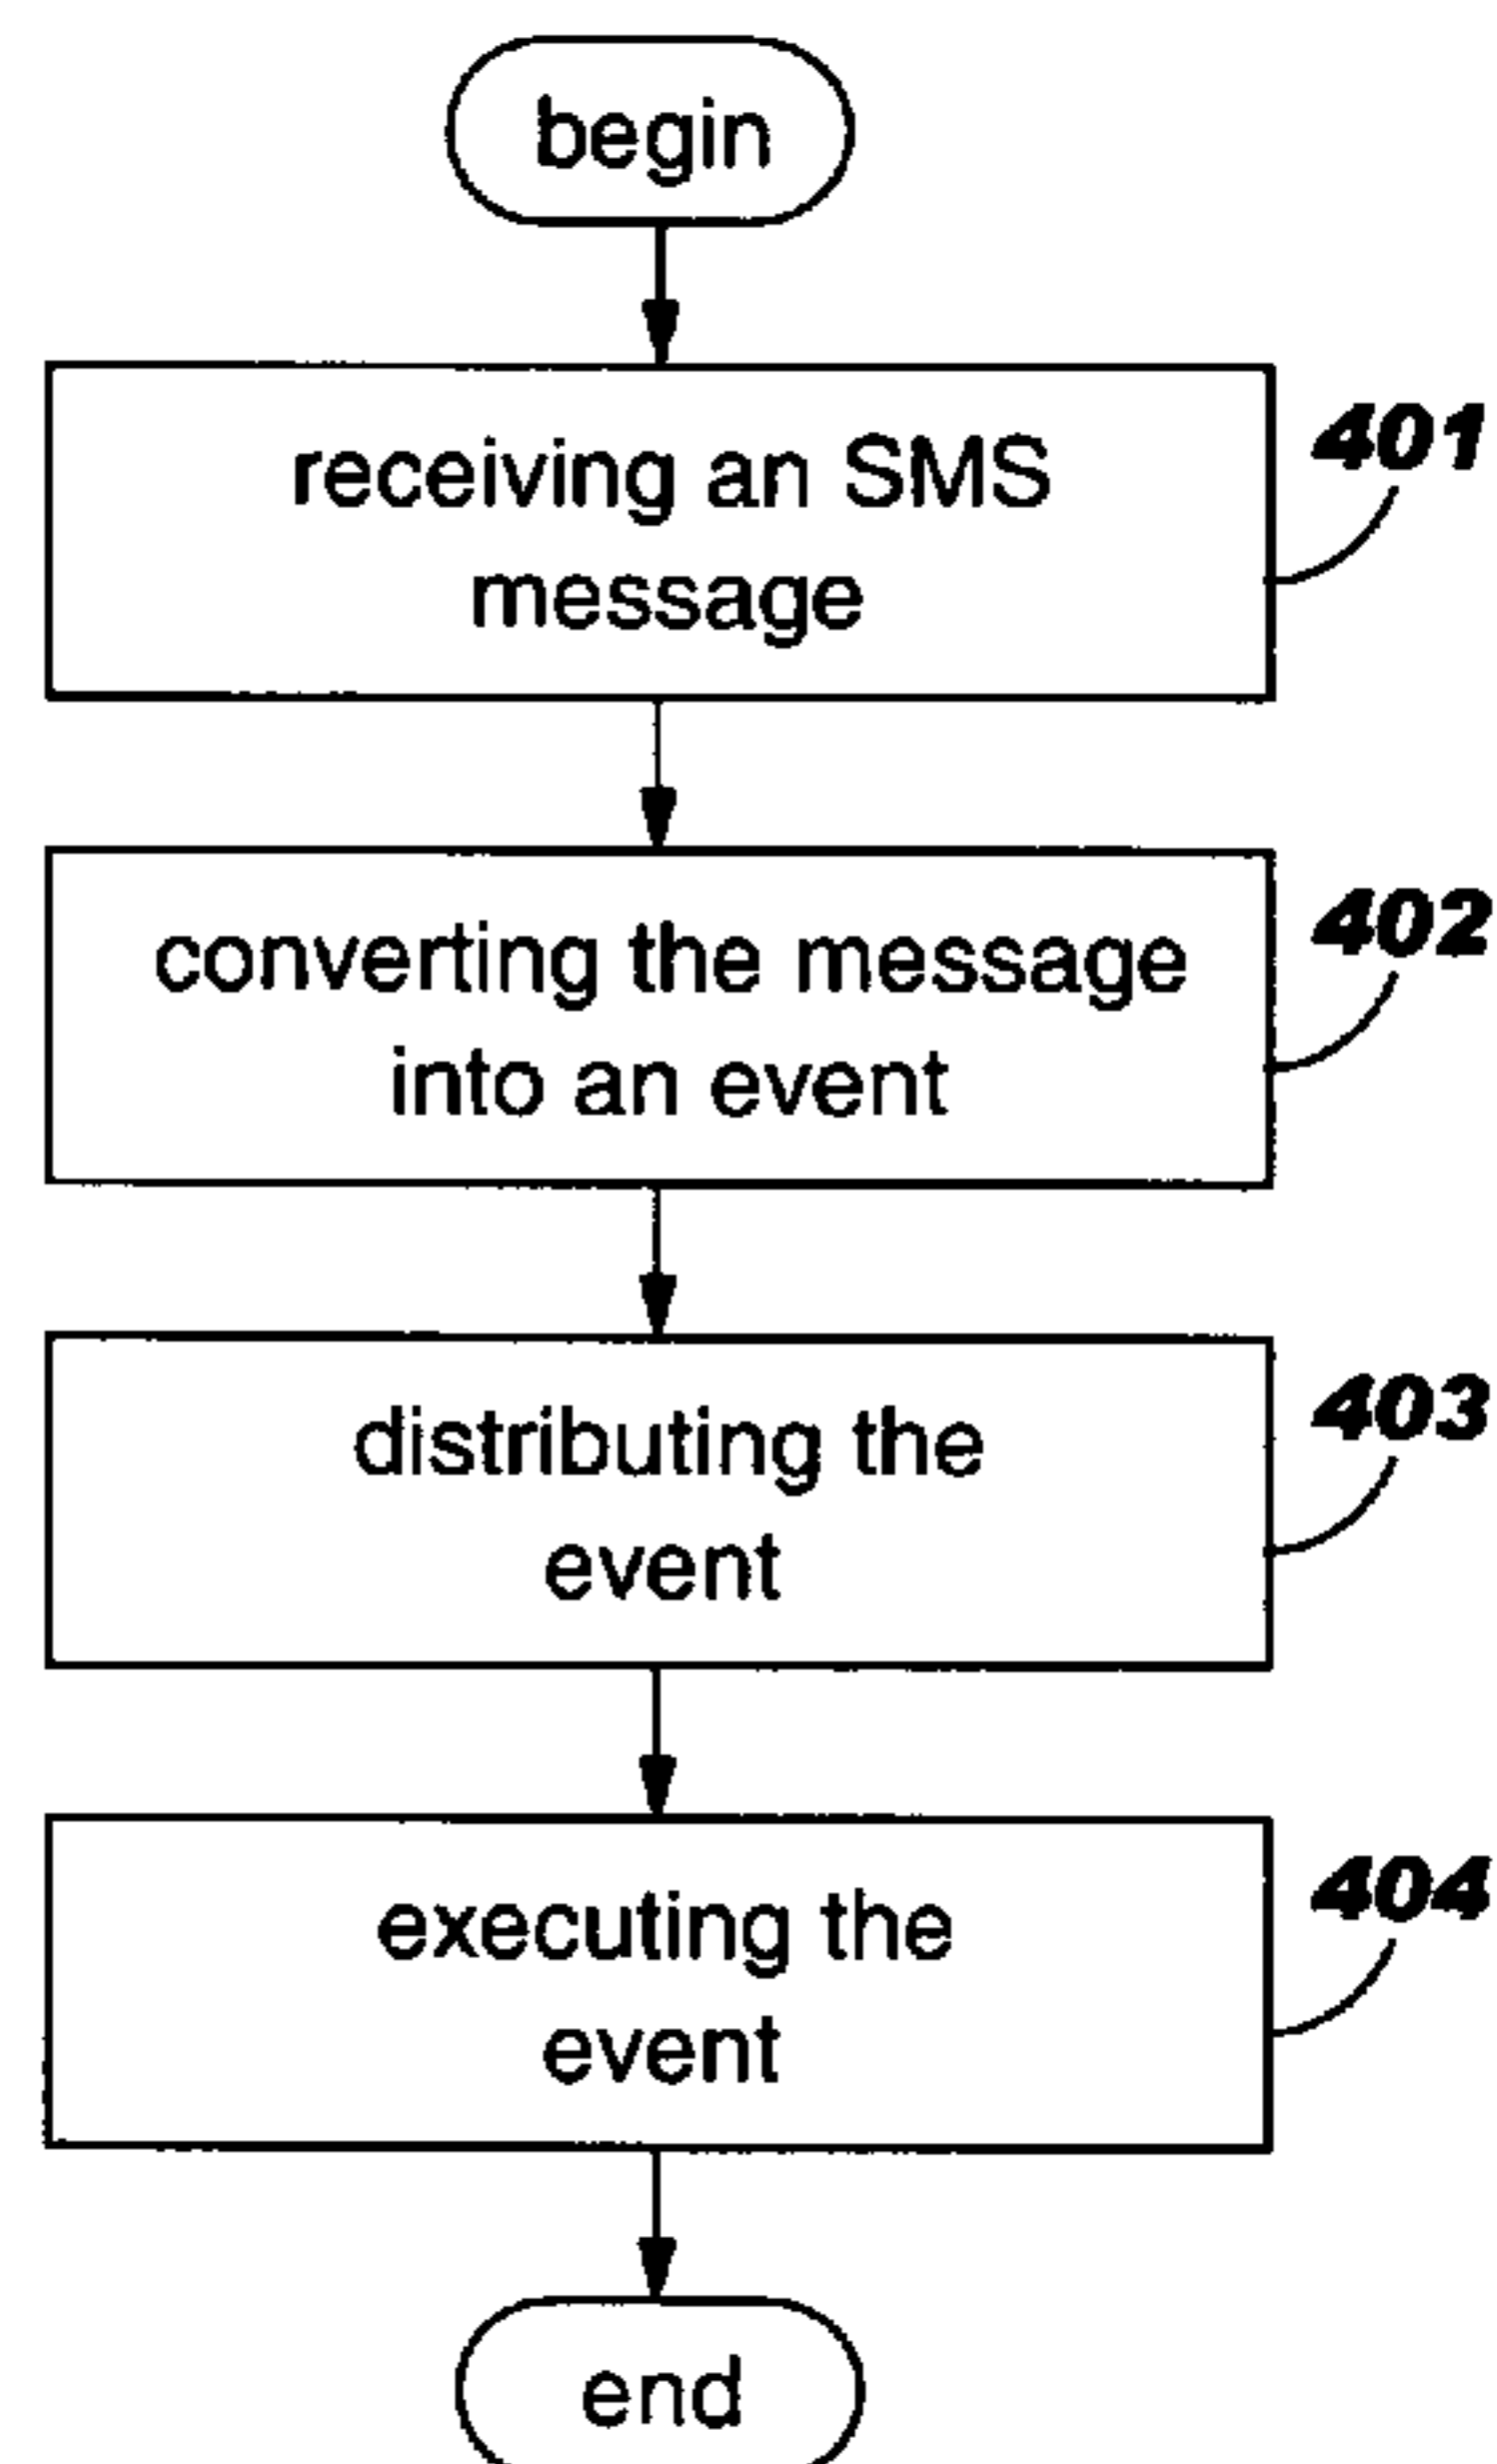 begin
receiving an SMS
message
401
converting the message
into an event
402
distributing the
event
403
executing the
event
404
end